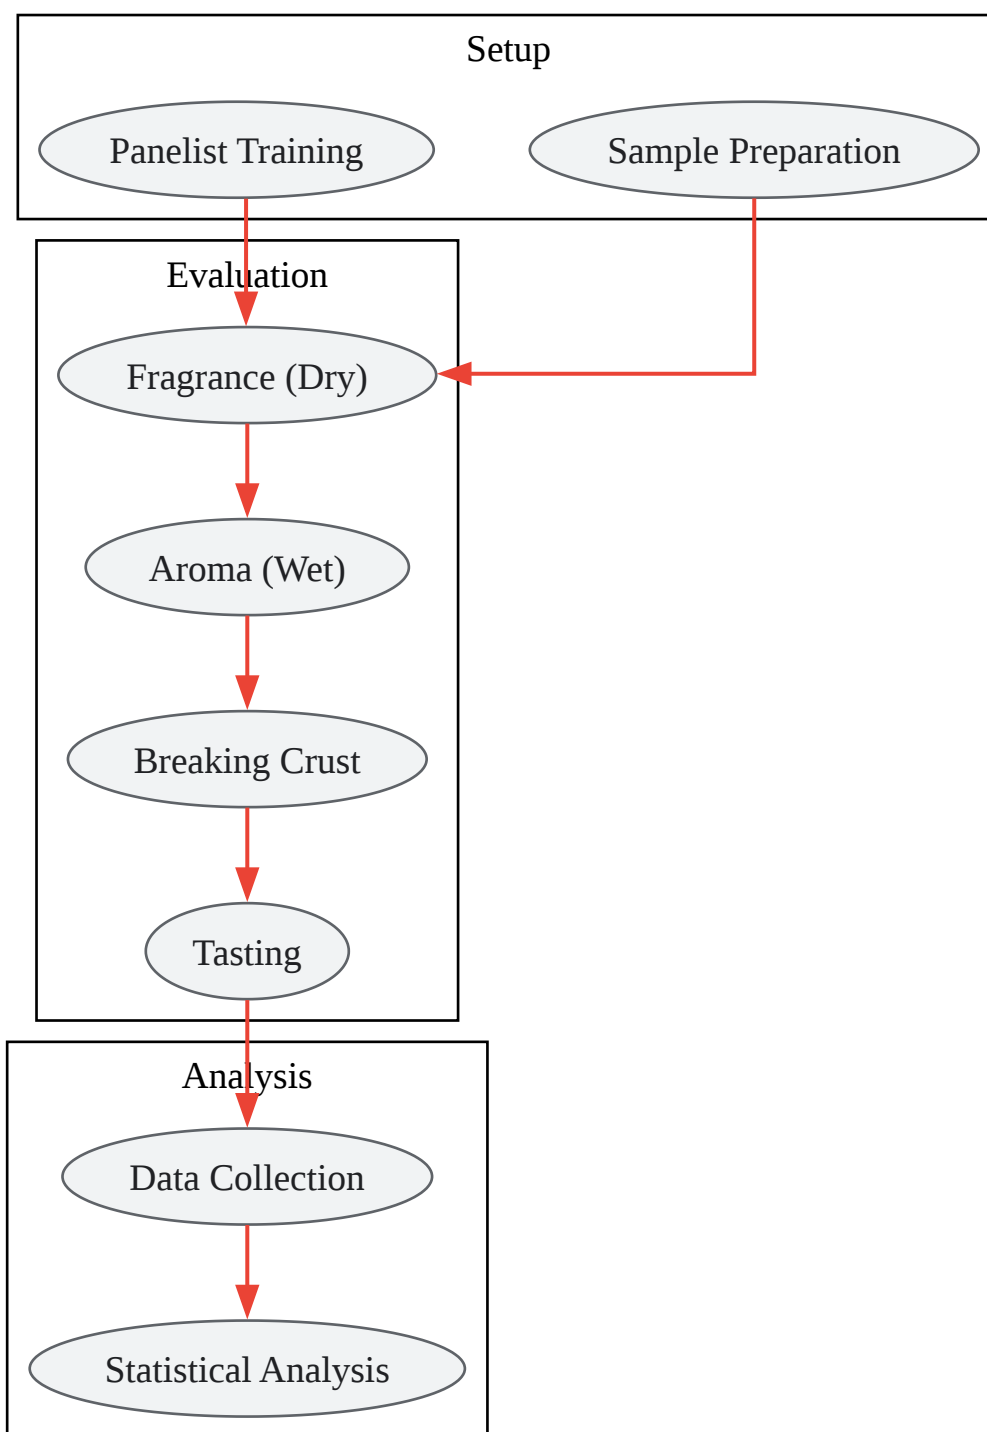 Setup
Panelist Training
Sample Preparation
Evaluation
Fragrance (Dry)
Aroma (Wet)
Breaking Crust
Tasting
Analysis
Data Collection
Statistical Analysis